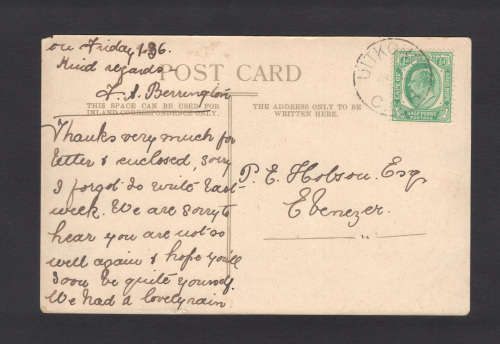 on Friday 1.36.
Kind regards
F. A. Berrington
POST CARD
THIS SPACE CAN BE USED FOR
INLAND CORRESPONDENCE ONLY.
THE ADDRESS ONLY TO BE
WRITTEN HERE.
Thanks very much for
letter & enclosed, sorry
I forgot to write last
week. We are sorry to
hear you are not so
well again & hope you'll
soon be quite yourself.
We had a lovely rain
P. E. Hobson. Esq
Ebenezer.
UITKO
C
HALF PENNY